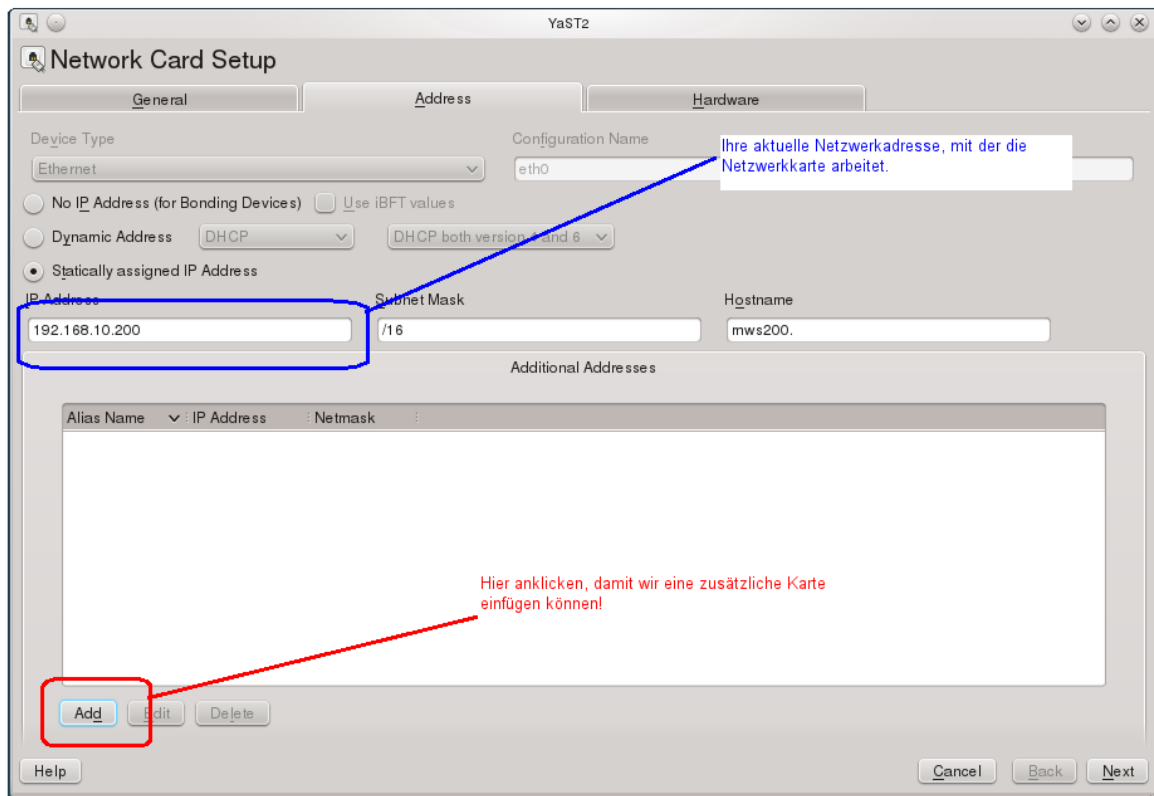 YaST2
Network Card Setup
General Address Hardware
Device Type Configuration Name
Ethernet eth0
Ihre aktuelle Netzwerkadresse, mit der die
Netzwerkkarte arbeitet.
No IP Address (for Bonding Devices) Use iBFT values
Dynamic Address DHCP DHCP both version 4 and 6
Statically assigned IP Address
IP Address Subnet Mask Hostname
192.168.10.200 /16 mws200.
Additional Addresses
Alias Name IP Address Netmask
Hier anklicken, damit wir eine zusätzliche Karte
einfügen können!
Add Edit Delete
Help Cancel Back Next